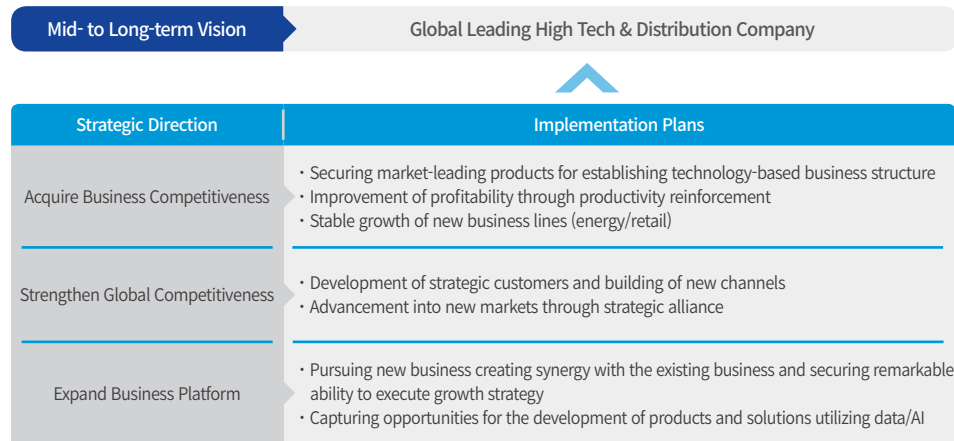 Mid- to Long-term Vision
Global Leading High Tech & Distribution Company
Strategic Direction
Implementation Plans
Acquire Business Competitiveness
· Securing market-leading products for establishing technology-based business structure
· Improvement of profitability through productivity reinforcement
· Stable growth of new business lines (energy/retail)
Strengthen Global Competitiveness
· Development of strategic customers and building of new channels
· Advancement into new markets through strategic alliance
Expand Business Platform
· Pursuing new business creating synergy with the existing business and securing remarkable
ability to execute growth strategy
· Capturing opportunities for the development of products and solutions utilizing data/AI